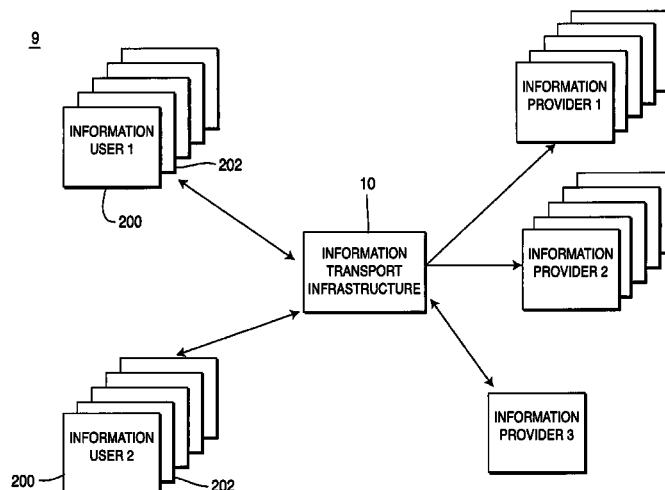 9
INFORMATION
USER 1
202
200
INFORMATION
PROVIDER 1
10
INFORMATION
TRANSPORT
INFRASTRUCTURE
INFORMATION
PROVIDER 2
INFORMATION
USER 2
200
202
INFORMATION
PROVIDER 3